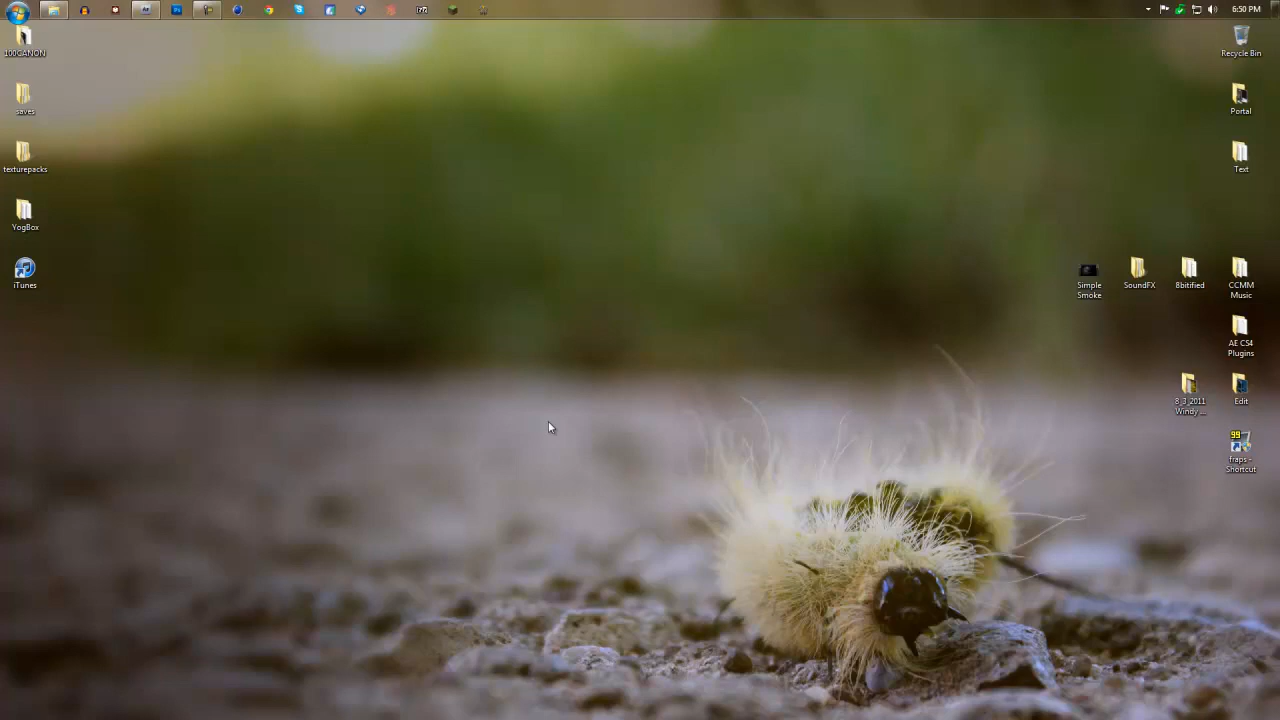 6:50 PM
100CANON
saves
texturepacks
YogBox
iTunes
Recycle Bin
Portal
Text
Simple
Smoke
SoundFX
8bitified
CCMM
Music
AE CS4
Plugins
8_3_2011
Windy ...
Edit
99
fraps -
Shortcut